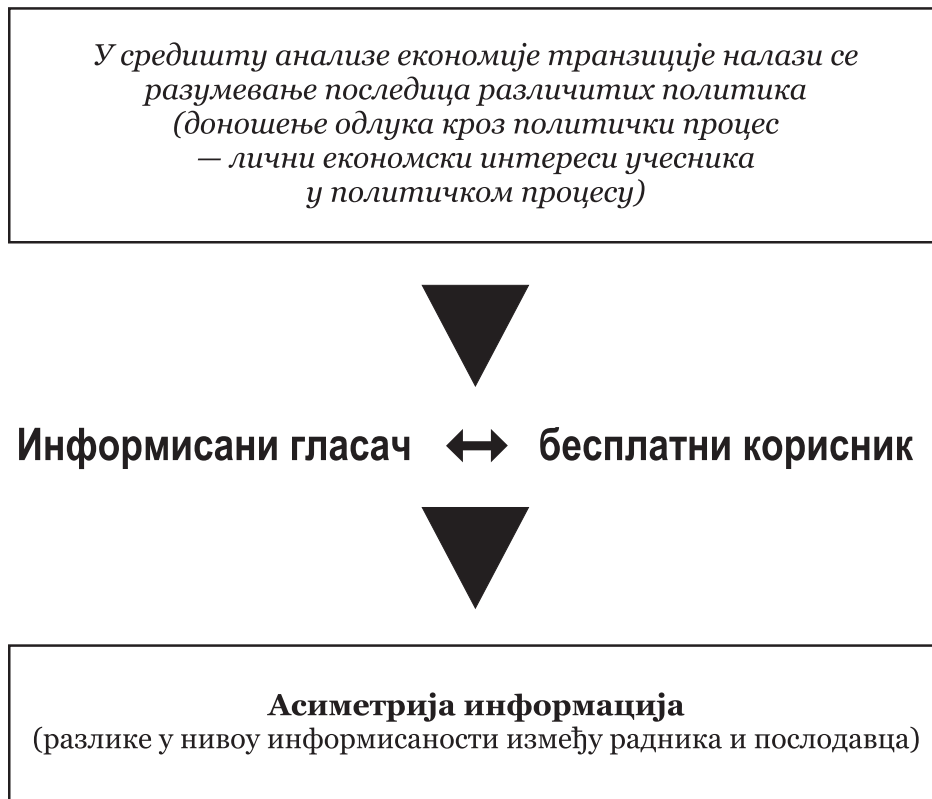 У средишту анализе економије транзиције налази се
разумевање последица различитих политика
(доношење одлука кроз политички процес
— лични економски интереси учесника
у политичком процесу)
Информисани гласач ↔ бесплатни корисник
Асиметрија информација
(разлике у нивоу информисаности између радника и послодавца)